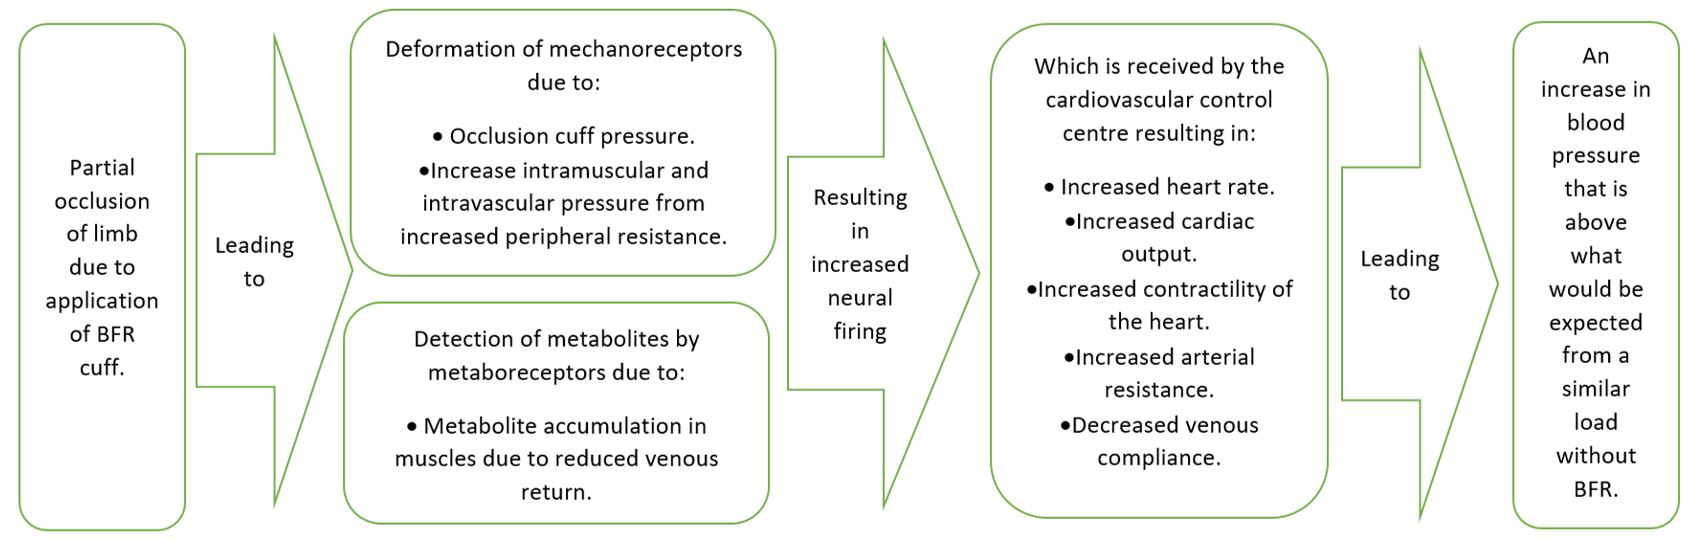 Partial
occlusion
of limb
due to
application
of BFR
cuff.
Leading
to
Deformation of mechanoreceptors
due to:
• Occlusion cuff pressure.
•Increase intramuscular and
intravascular pressure from
increased peripheral resistance.
Detection of metabolites by
metaboreceptors due to:
• Metabolite accumulation in
muscles due to reduced venous
return.
Resulting
in
increased
neural
firing
Which is received by the
cardiovascular control
centre resulting in:
• Increased heart rate.
•Increased cardiac
output.
•Increased contractility of
the heart.
•Increased arterial
resistance.
•Decreased venous
compliance.
Leading
to
An
increase in
blood
pressure
that is
above
what
would be
expected
from a
similar
load
without
BFR.